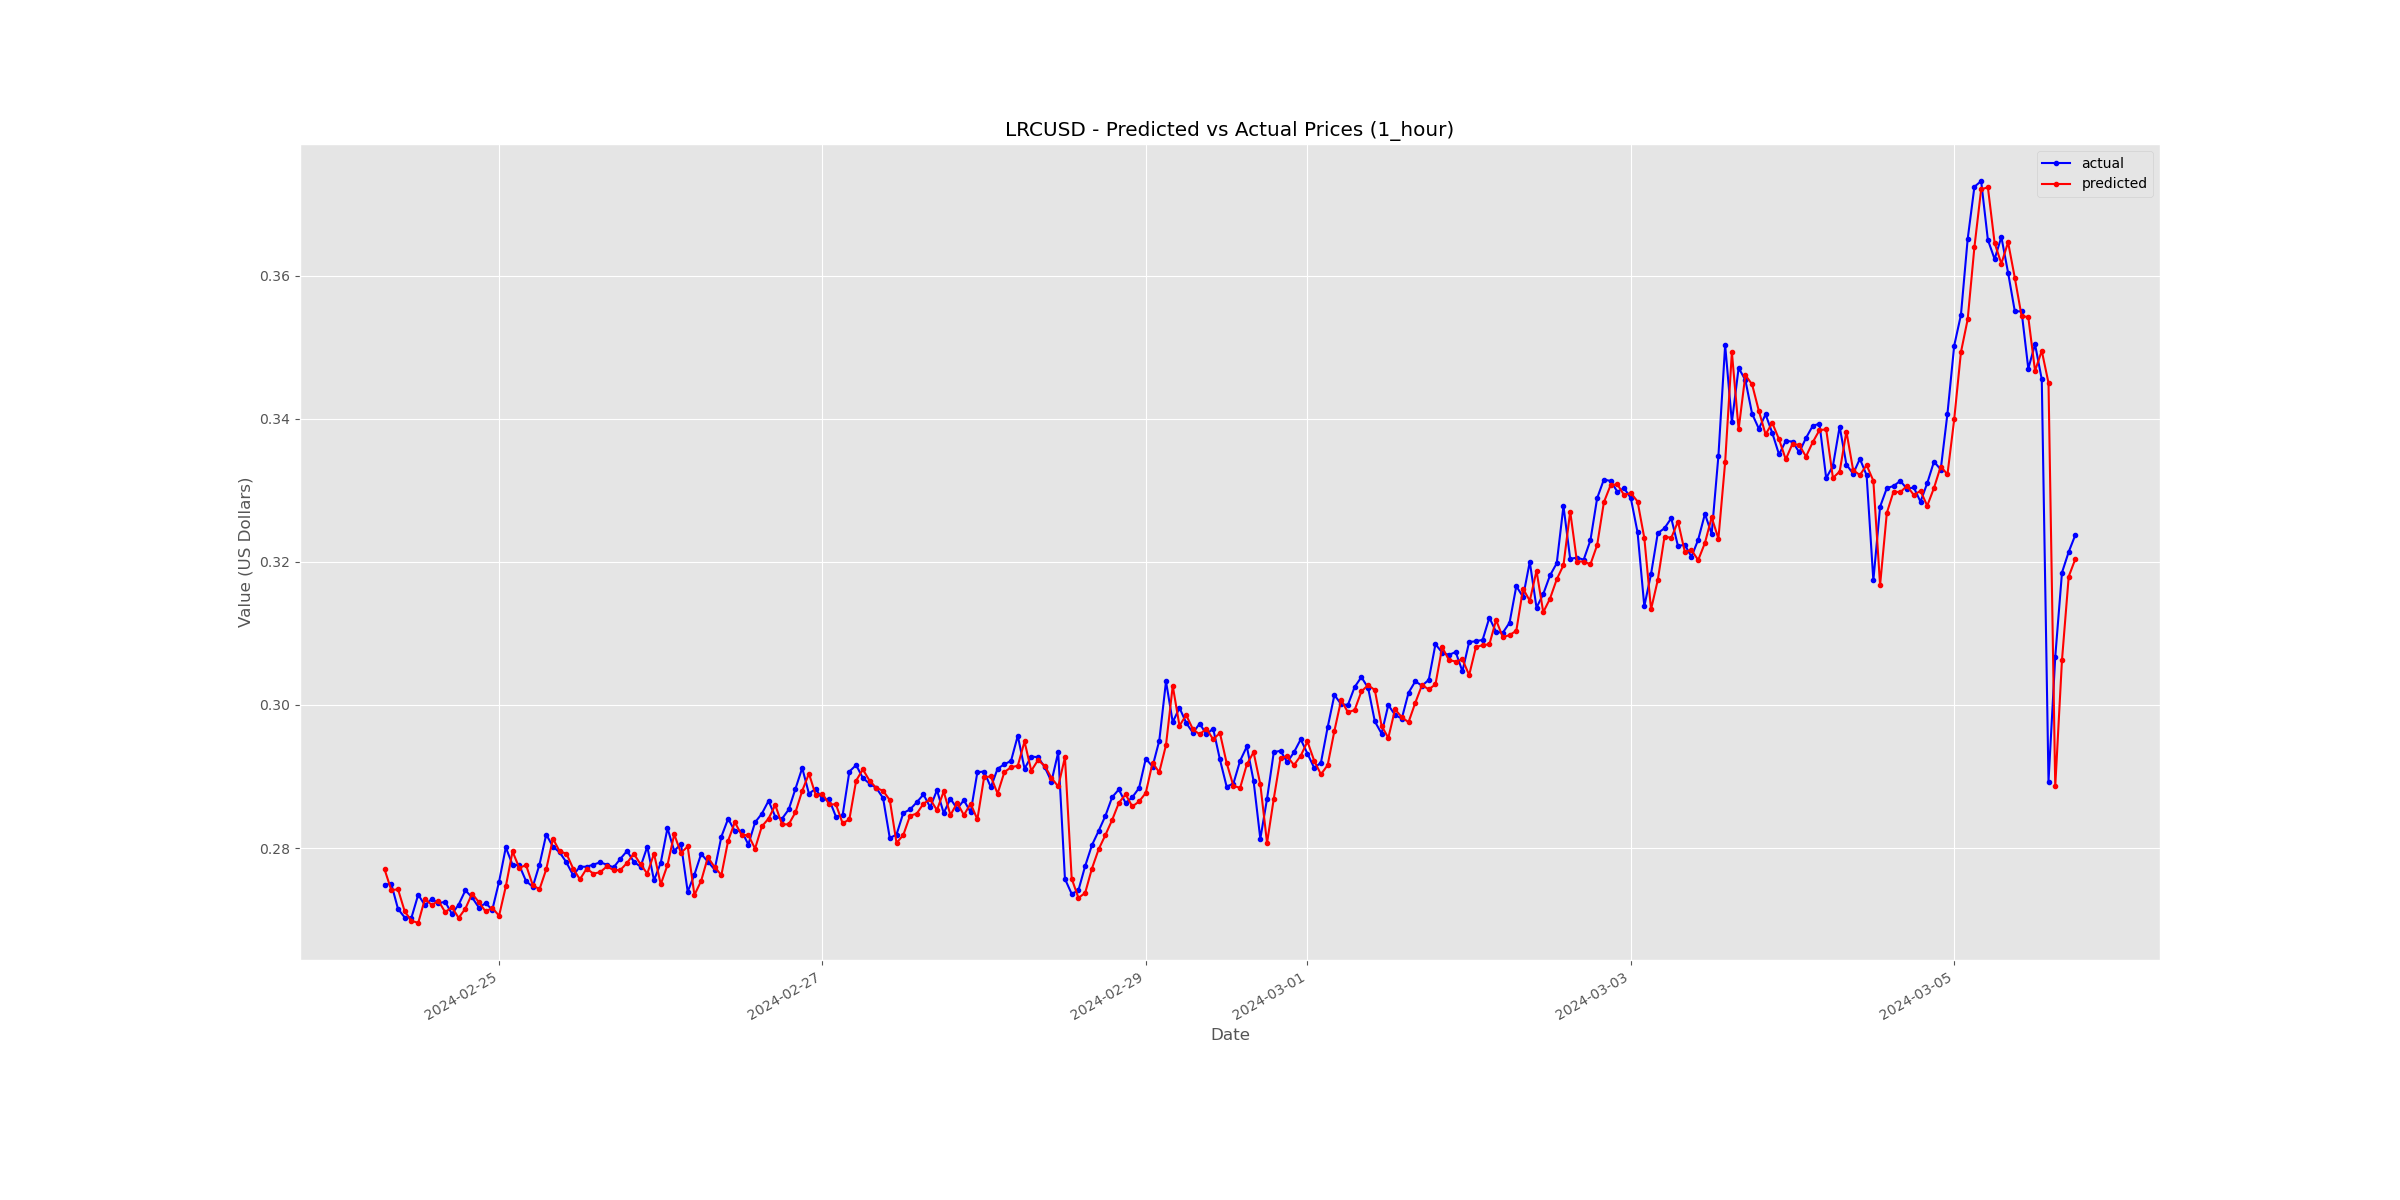 LRCUSD - Predicted vs Actual Prices (1_hour)
actual
predicted
Value (US Dollars)
0.36
0.34
0.32
0.30
0.28
2024-02-25
2024-02-27
2024-02-29
2024-03-01
2024-03-03
2024-03-05
Date